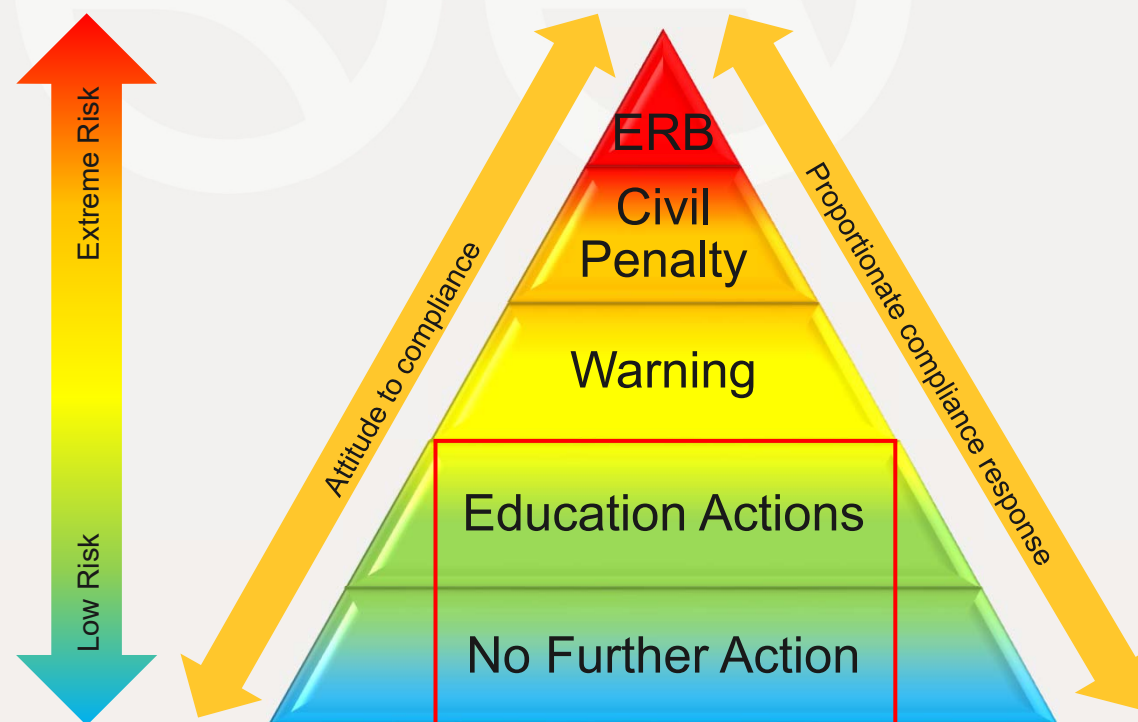 Extreme Risk
Low Risk
Attitude to compliance
ERB
Civil
Penalty
Warning
Education Actions
No Further Action
Proportionate compliance response